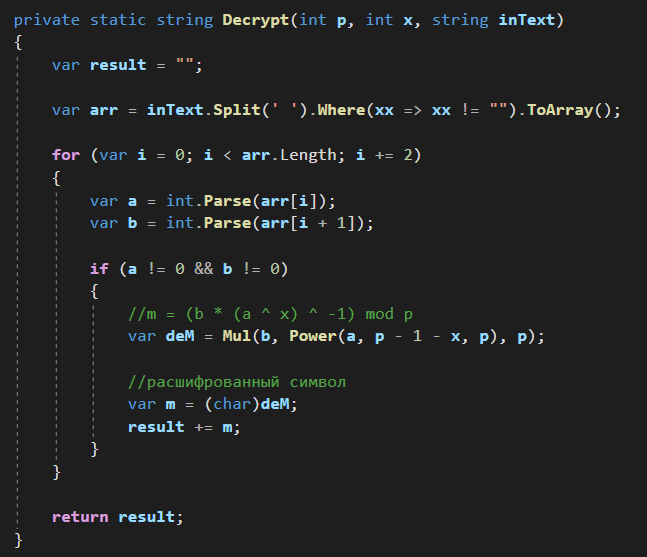 private static string Decrypt(int p, int x, string inText)
{
    var result = "";
    var arr = inText.Split(' ').Where(xx => xx != "").ToArray();
    for (var i = 0; i < arr.Length; i += 2)
    {
        var a = int.Parse(arr[i]);
        var b = int.Parse(arr[i + 1]);
        if (a != 0 && b != 0)
        {
            //m = (b * (a ^ x) ^ -1) mod p
            var deM = Mul(b, Power(a, p - 1 - x, p), p);
            //расшифрованный символ
            var m = (char)deM;
            result += m;
        }
    }
    return result;
}